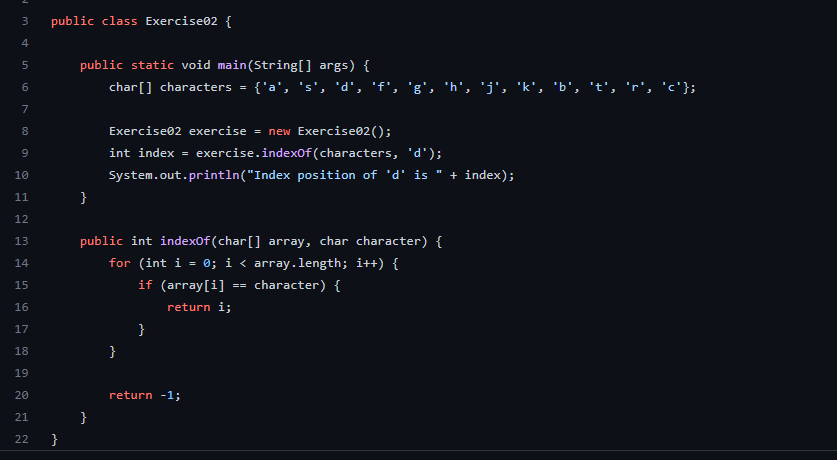 2
3 public class Exercise02 {
4
5     public static void main(String[] args) {
6         char[] characters = {'a', 's', 'd', 'f', 'g', 'h', 'j', 'k', 'b', 't', 'r', 'c'};
7
8         Exercise02 exercise = new Exercise02();
9         int index = exercise.indexOf(characters, 'd');
10         System.out.println("Index position of 'd' is " + index);
11     }
12
13     public int indexOf(char[] array, char character) {
14         for (int i = 0; i < array.length; i++) {
15             if (array[i] == character) {
16                 return i;
17             }
18         }
19
20         return -1;
21     }
22 }